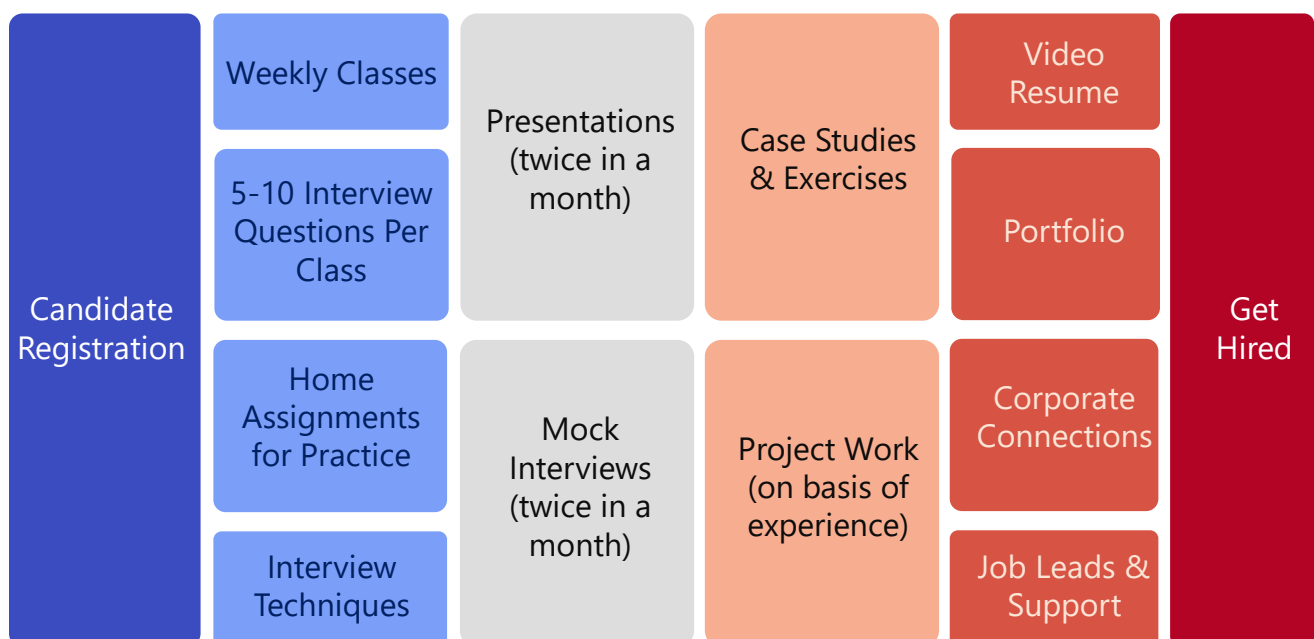 Candidate
Registration
Weekly Classes
5-10 Interview
Questions Per
Class
Home
Assignments
for Practice
Interview
Techniques
Presentations
(twice in a
month)
Mock
Interviews
(twice in a
month)
Case Studies
& Exercises
Project Work
(on basis of
experience)
Video
Resume
Portfolio
Corporate
Connections
Job Leads &
Support
Get
Hired